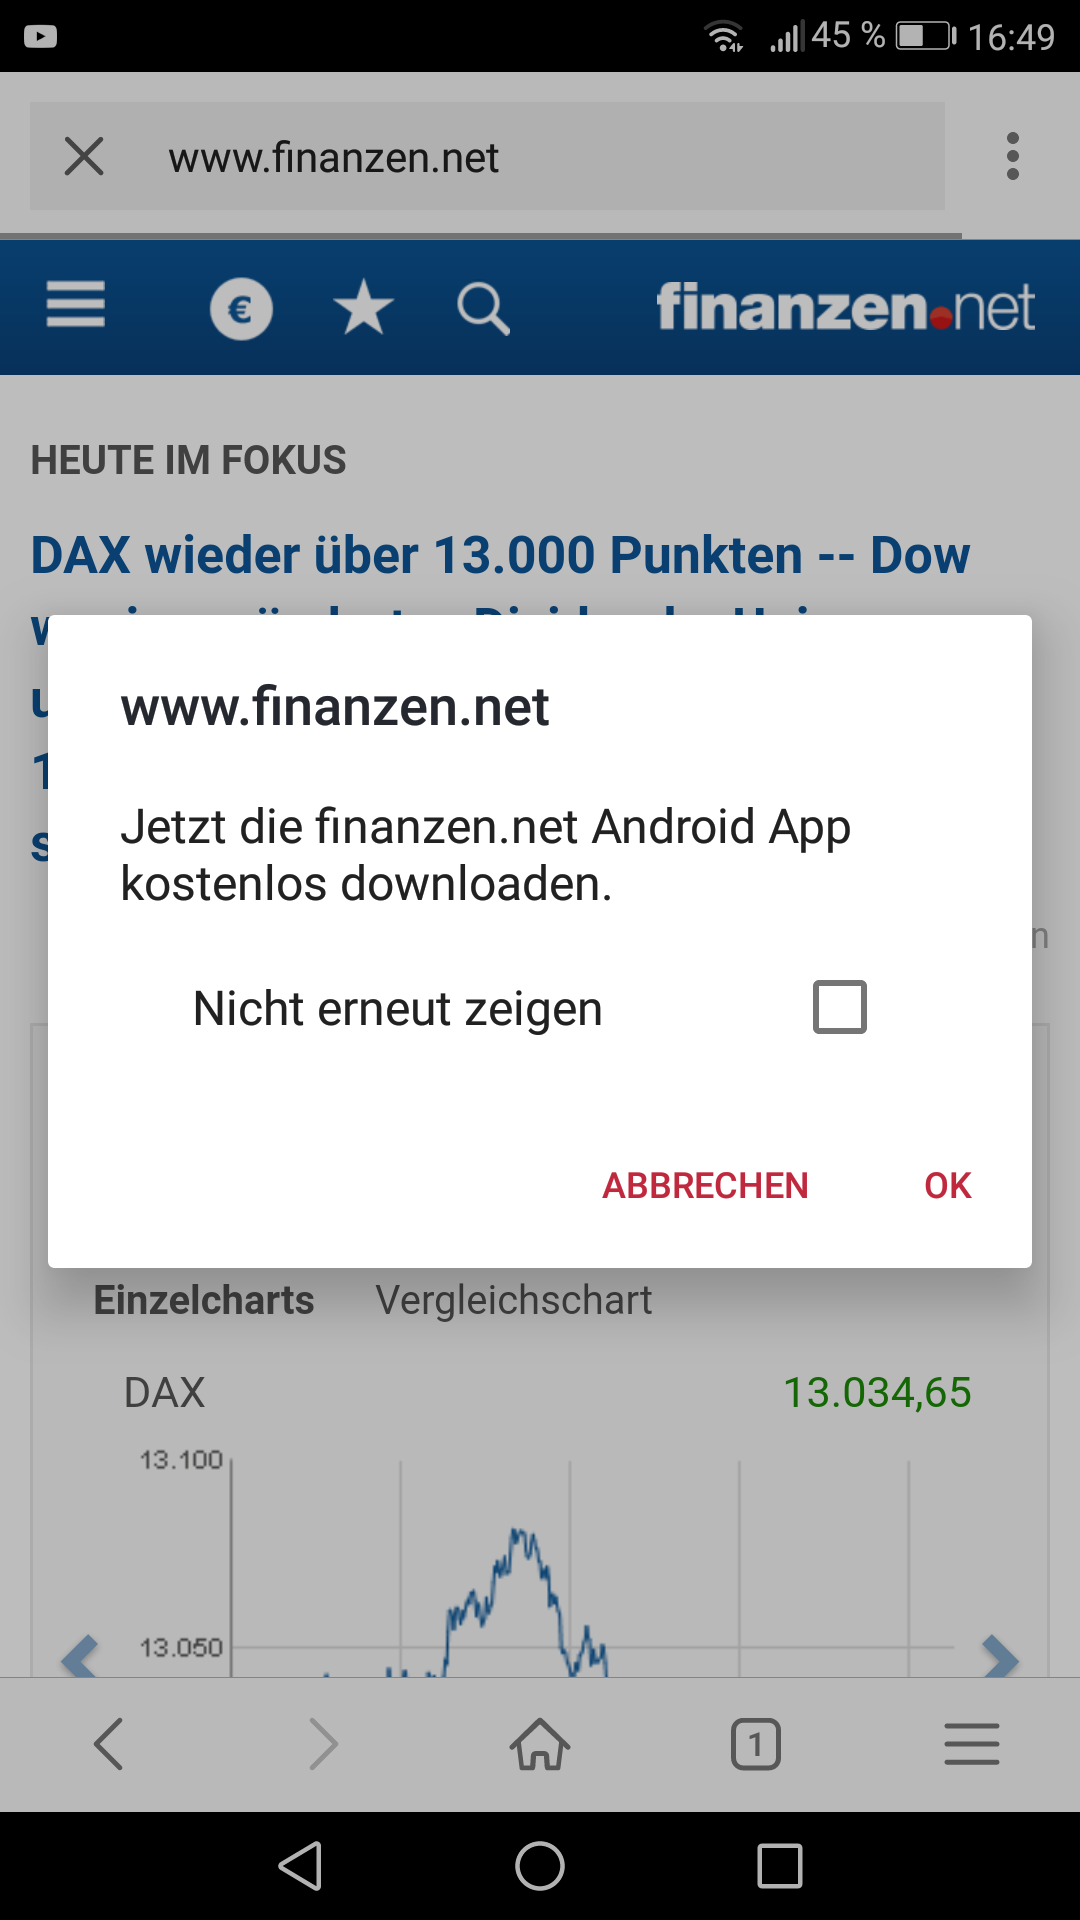 45 % 16:49
www.finanzen.net
€ finanzen.net
HEUTE IM FOKUS
DAX wieder über 13.000 Punkten -- Dow
www.finanzen.net
Jetzt die finanzen.net Android App
kostenlos downloaden.
Nicht erneut zeigen
ABBRECHEN OK
Einzelcharts Vergleichschart
DAX 13.034,65
13.100
13.050
1